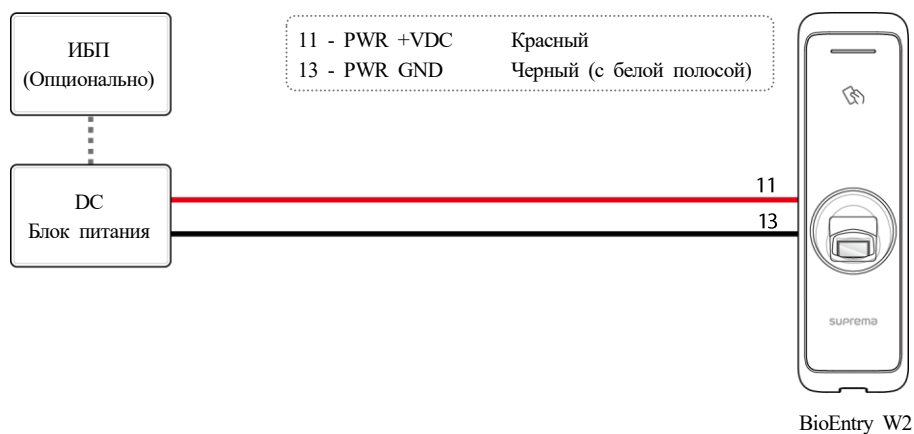 ИБП
(Опционально)
11 - PWR +VDC Красный
13 - PWR GND Черный (с белой полосой)
DC
Блок питания
11
13
suprema
BioEntry W2